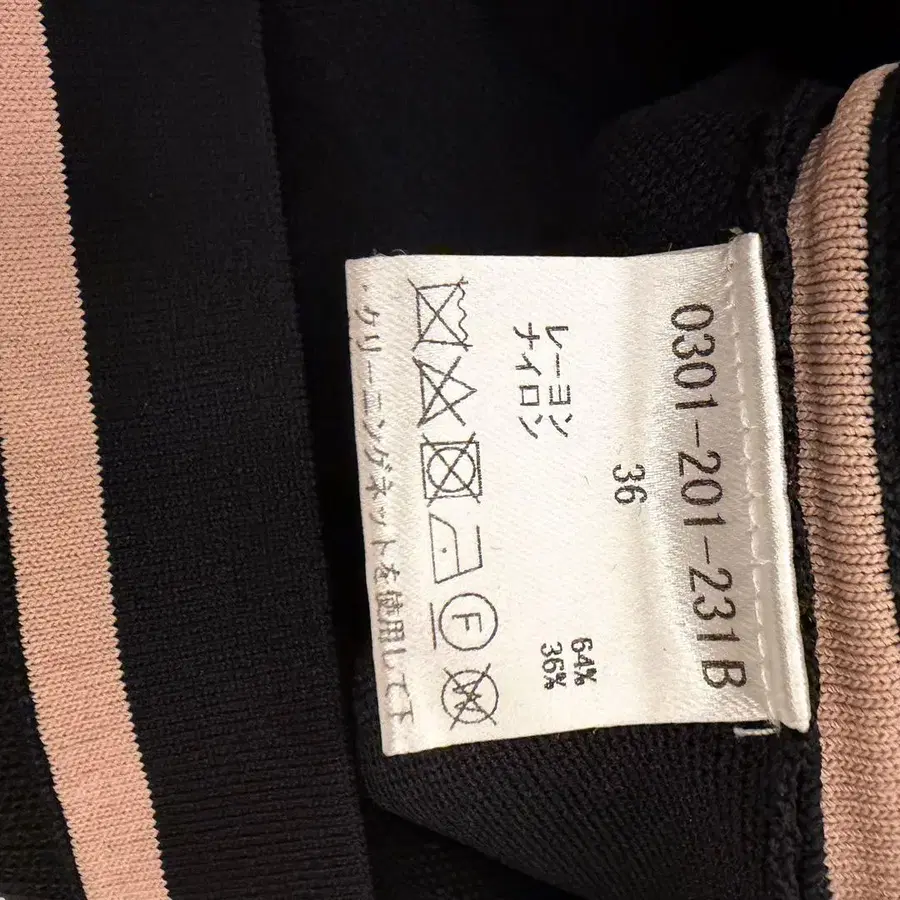 0301-201-231B
36
レーヨン 64%
ナイロン 36%
F W
・クリーニングネットを使用して下